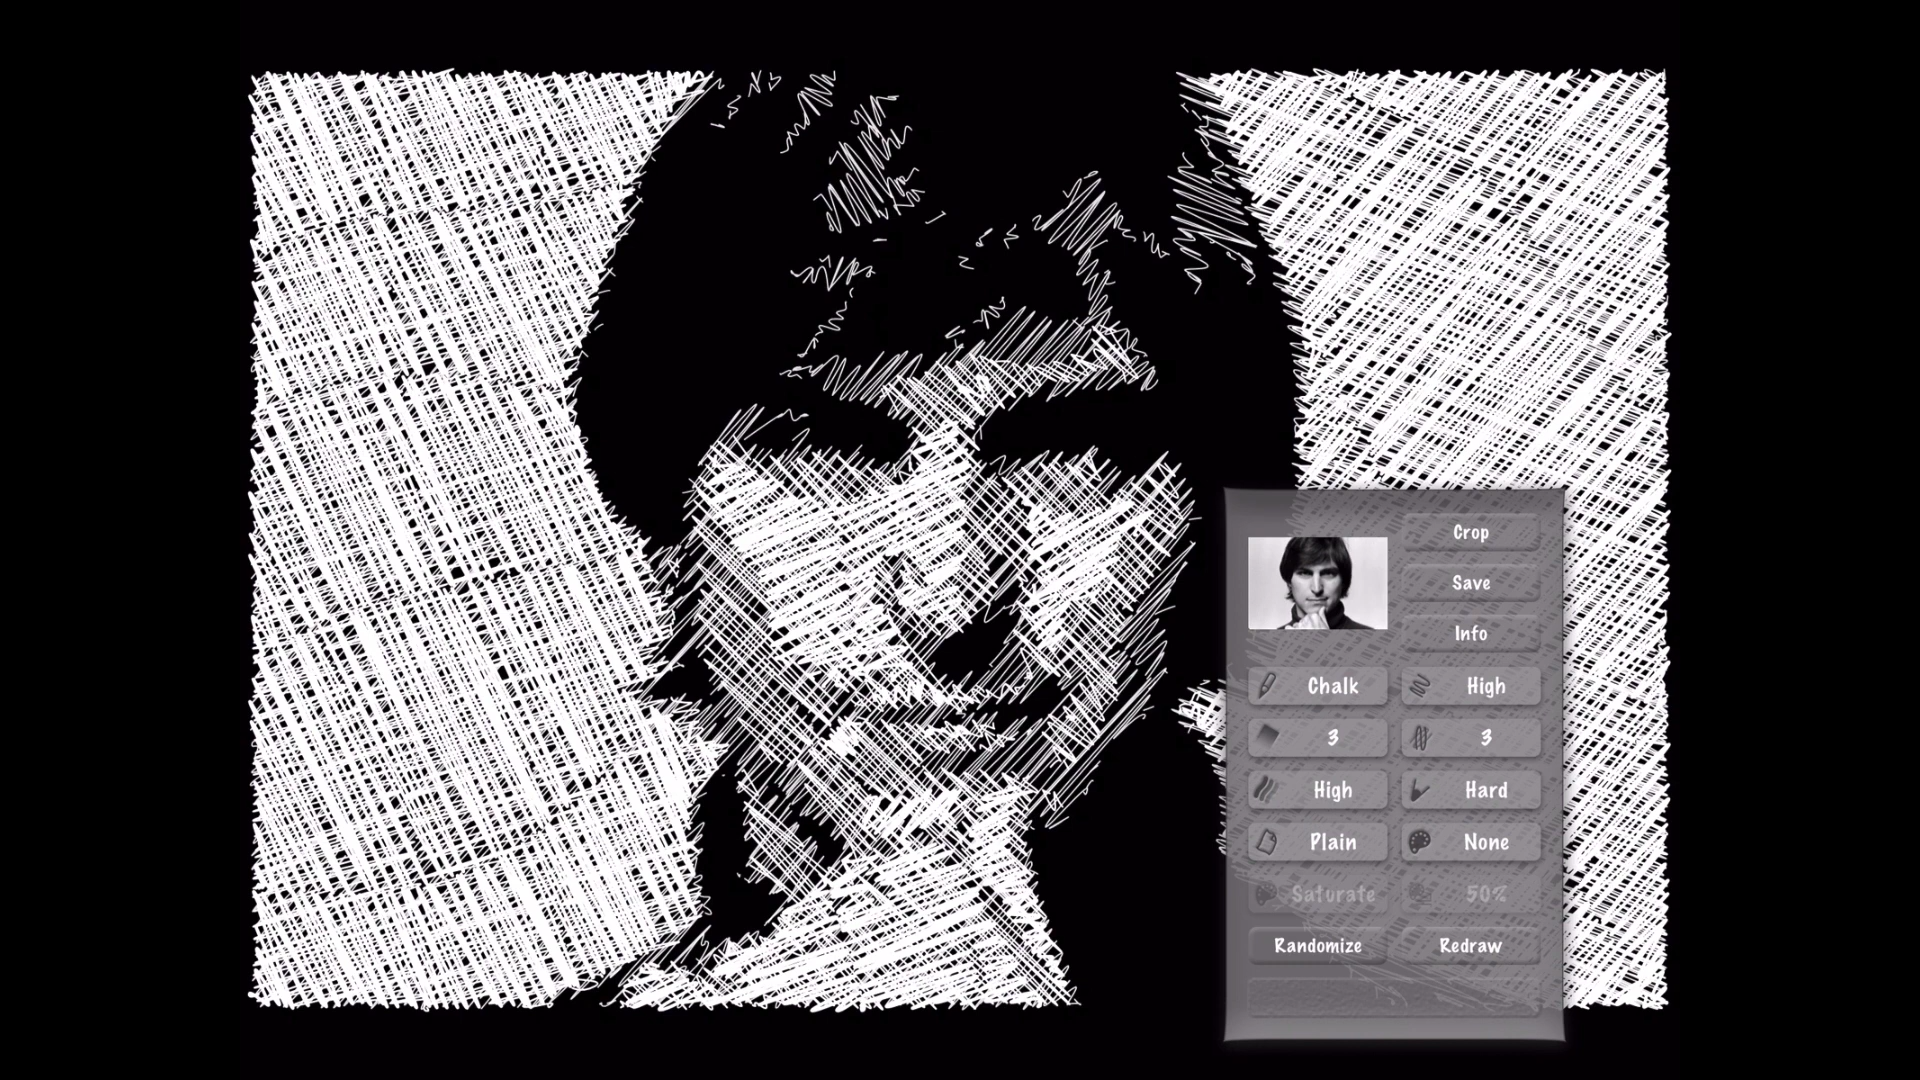 Crop
Save
Info
Chalk High
3 3
High Hard
Plain None
Saturate 50%
Randomize Redraw